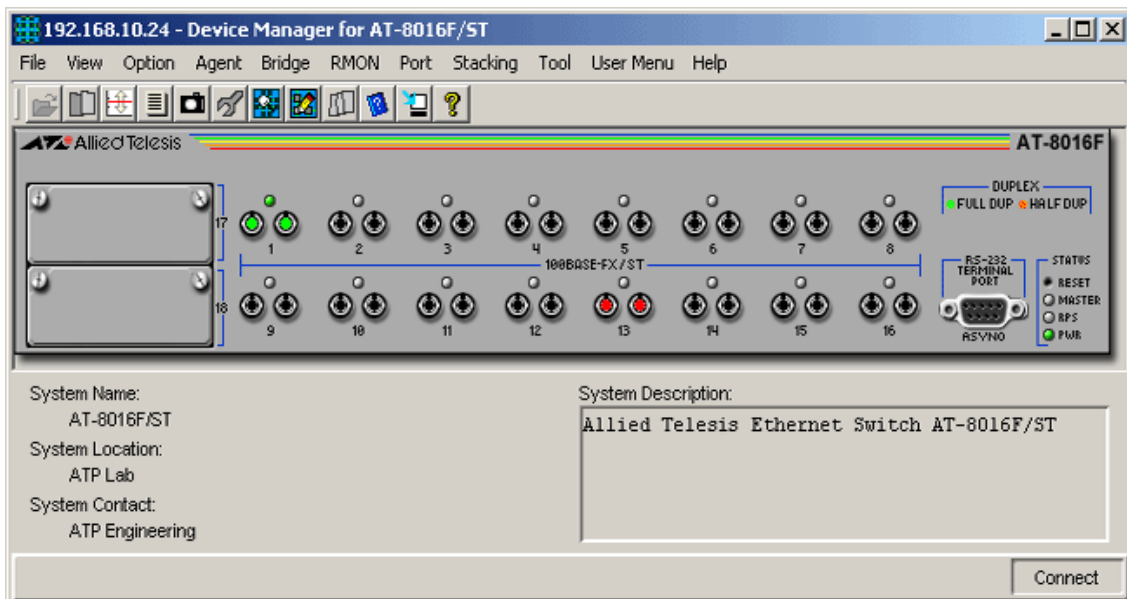 192.168.10.24 - Device Manager for AT-8016F/ST
File View Option Agent Bridge RMON Port Stacking Tool User Menu Help
Allied Telesis
AT-8016F
DUPLEX
FULL DUP HALF DUP
17
1 2 3 4 5 6 7 8
100BASE-FX/ST
RS-232
TERMINAL
PORT
STATUS
RESET
MASTER
RPS
PWR
18
9 10 11 12 13 14 15 16
ASYN0
System Name:
AT-8016F/ST
System Location:
ATP Lab
System Contact:
ATP Engineering
System Description:
Allied Telesis Ethernet Switch AT-8016F/ST
Connect